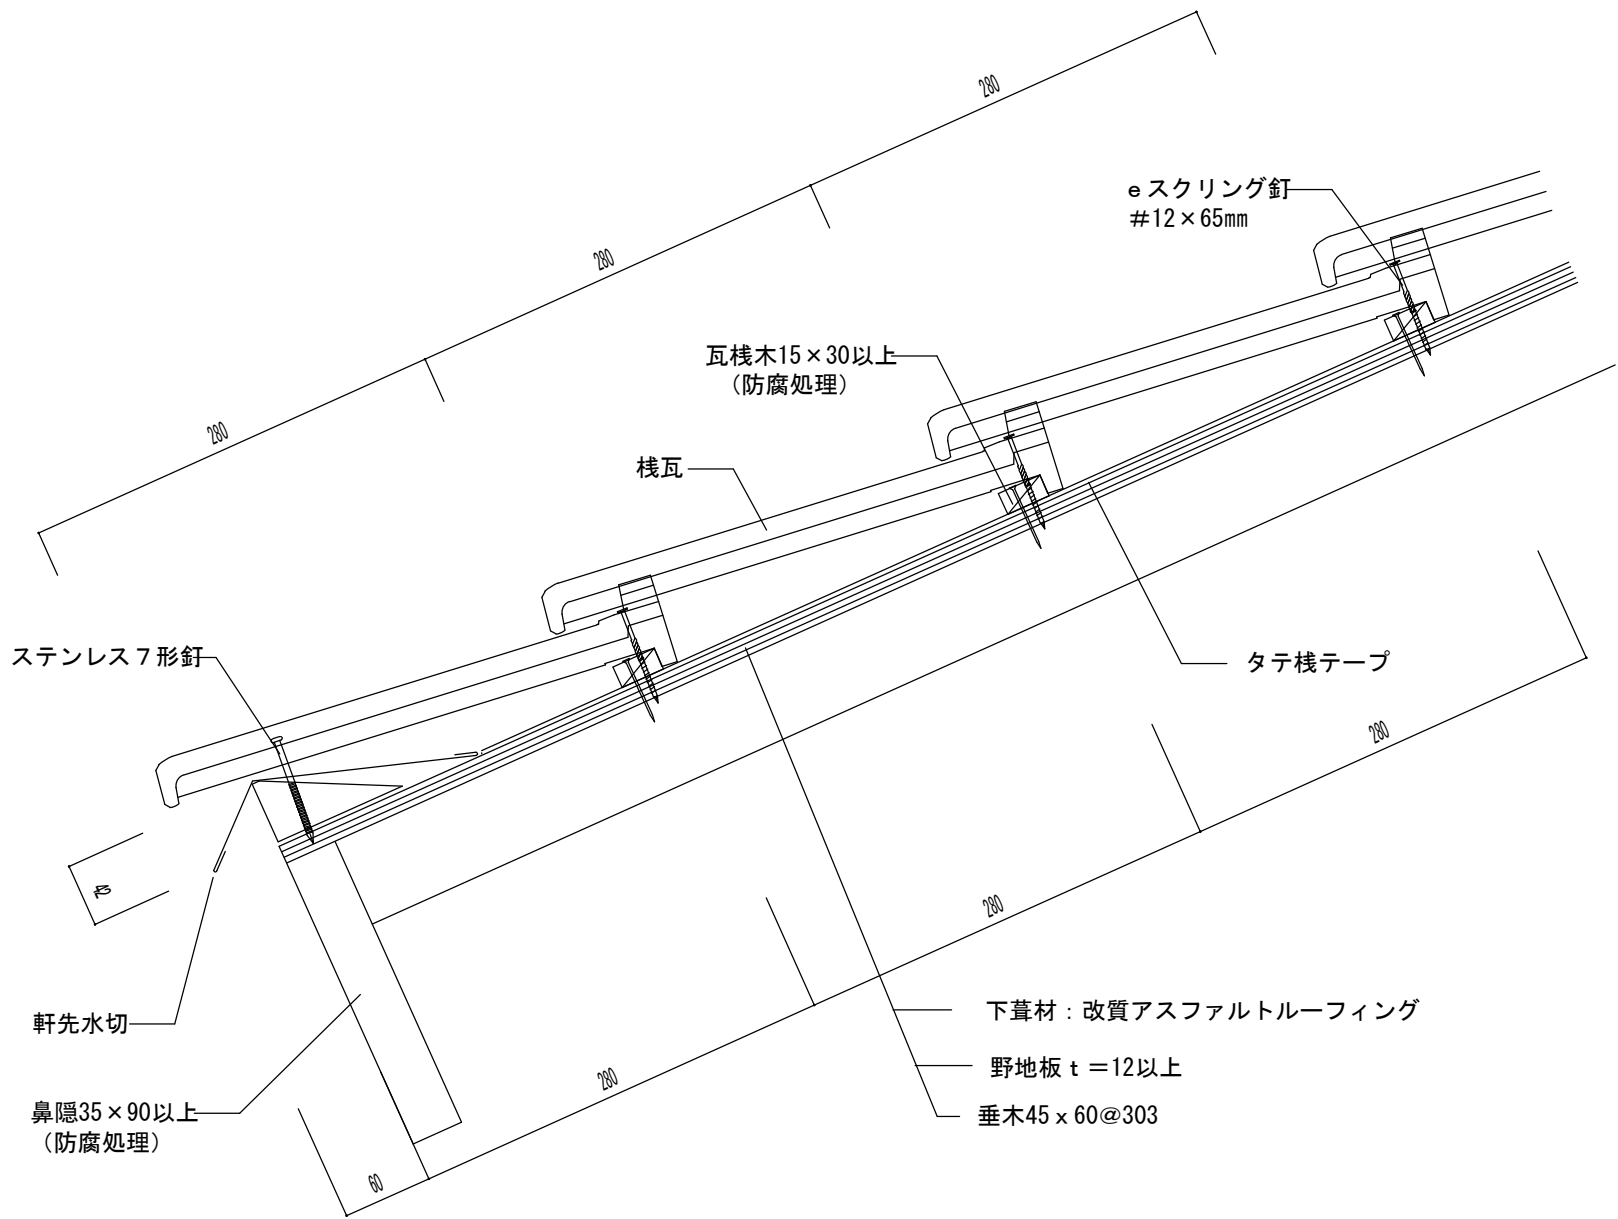 280
280
280
eスクリング釘
＃12×65㎜
瓦桟木15×30以上
（防腐処理）
桟瓦
ステンレス７形釘
タテ桟テープ
280
42
280
軒先水切
下葺材：改質アスファルトルーフィング
野地板ｔ＝12以上
280
鼻隠35×90以上
（防腐処理）
垂木45ｘ60＠303
60